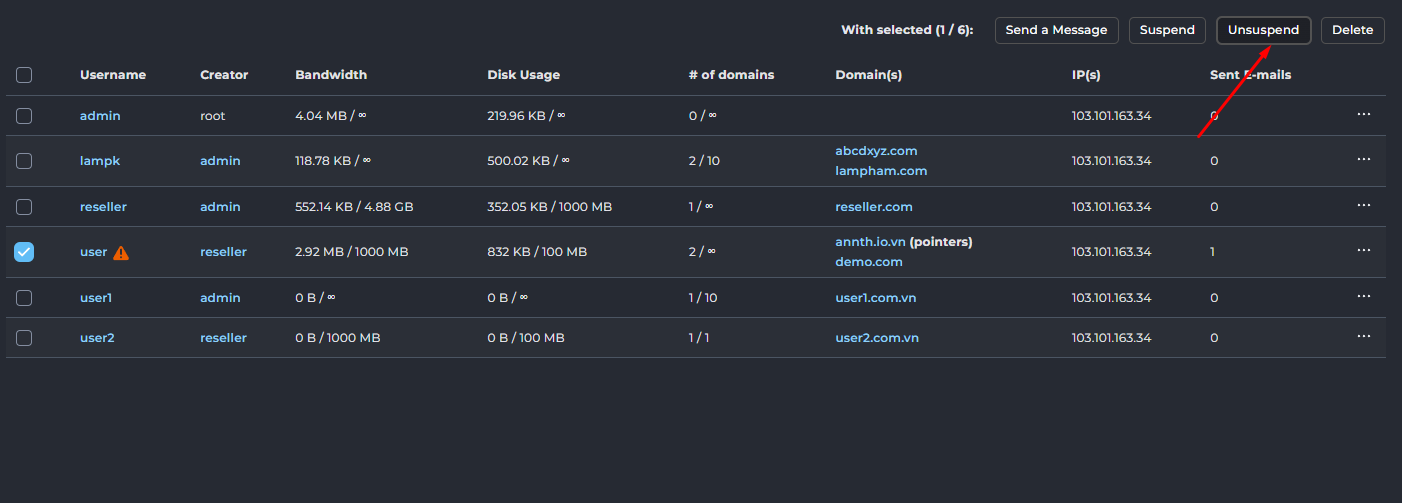 With selected (1 / 6): Send a Message Suspend Unsuspend Delete
Username Creator Bandwidth Disk Usage # of domains Domain(s) IP(s) Sent E-mails
admin root 4.04 MB / ∞ 219.96 KB / ∞ 0 / ∞ 103.101.163.34 0 ...
lampk admin 118.78 KB / ∞ 500.02 KB / ∞ 2 / 10 abcdxyz.com 103.101.163.34 0 ...
lampham.com
reseller admin 552.14 KB / 4.88 GB 352.05 KB / 1000 MB 1 / ∞ reseller.com 103.101.163.34 0 ...
user reseller 2.92 MB / 1000 MB 832 KB / 100 MB 2 / ∞ annth.io.vn (pointers) 103.101.163.34 1 ...
demo.com
user1 admin 0 B / ∞ 0 B / ∞ 1 / 10 user1.com.vn 103.101.163.34 0 ...
user2 reseller 0 B / 1000 MB 0 B / 100 MB 1 / 1 user2.com.vn 103.101.163.34 0 ...